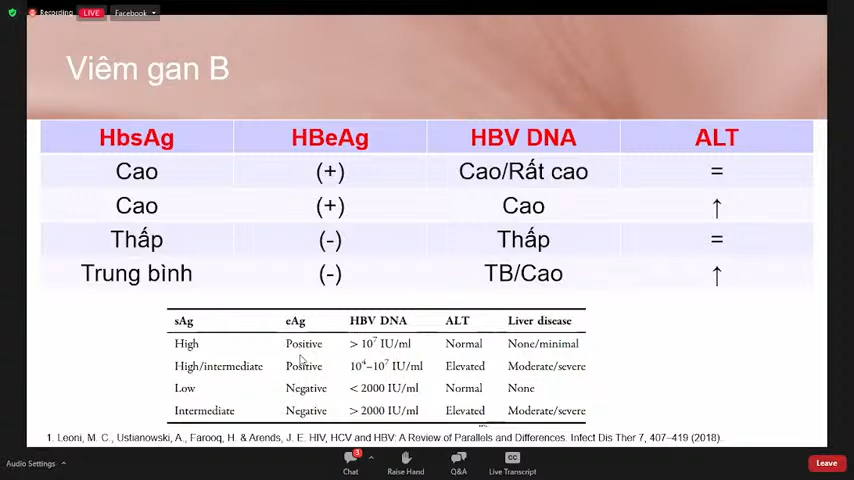 Recording
LIVE
Facebook
Viêm gan B
HbsAg HBeAg HBV DNA ALT
Cao (+) Cao/Rất cao =
Cao (+) Cao ↑
Thấp (-) Thấp =
Trung bình (-) TB/Cao ↑
sAg eAg HBV DNA ALT Liver disease
High Positive > 10⁷ IU/ml Normal None/minimal
High/intermediate Positive 10⁴–10⁷ IU/ml Elevated Moderate/severe
Low Negative < 2000 IU/ml Normal None
Intermediate Negative > 2000 IU/ml Elevated Moderate/severe
1. Leoni, M. C., Ustianowski, A., Farooq, H. & Arends, J. E. HIV, HCV and HBV: A Review of Parallels and Differences. Infect Dis Ther 7, 407–419 (2018).
Audio Settings
3
Chat
Raise Hand
Q&A
CC
Live Transcript
Leave